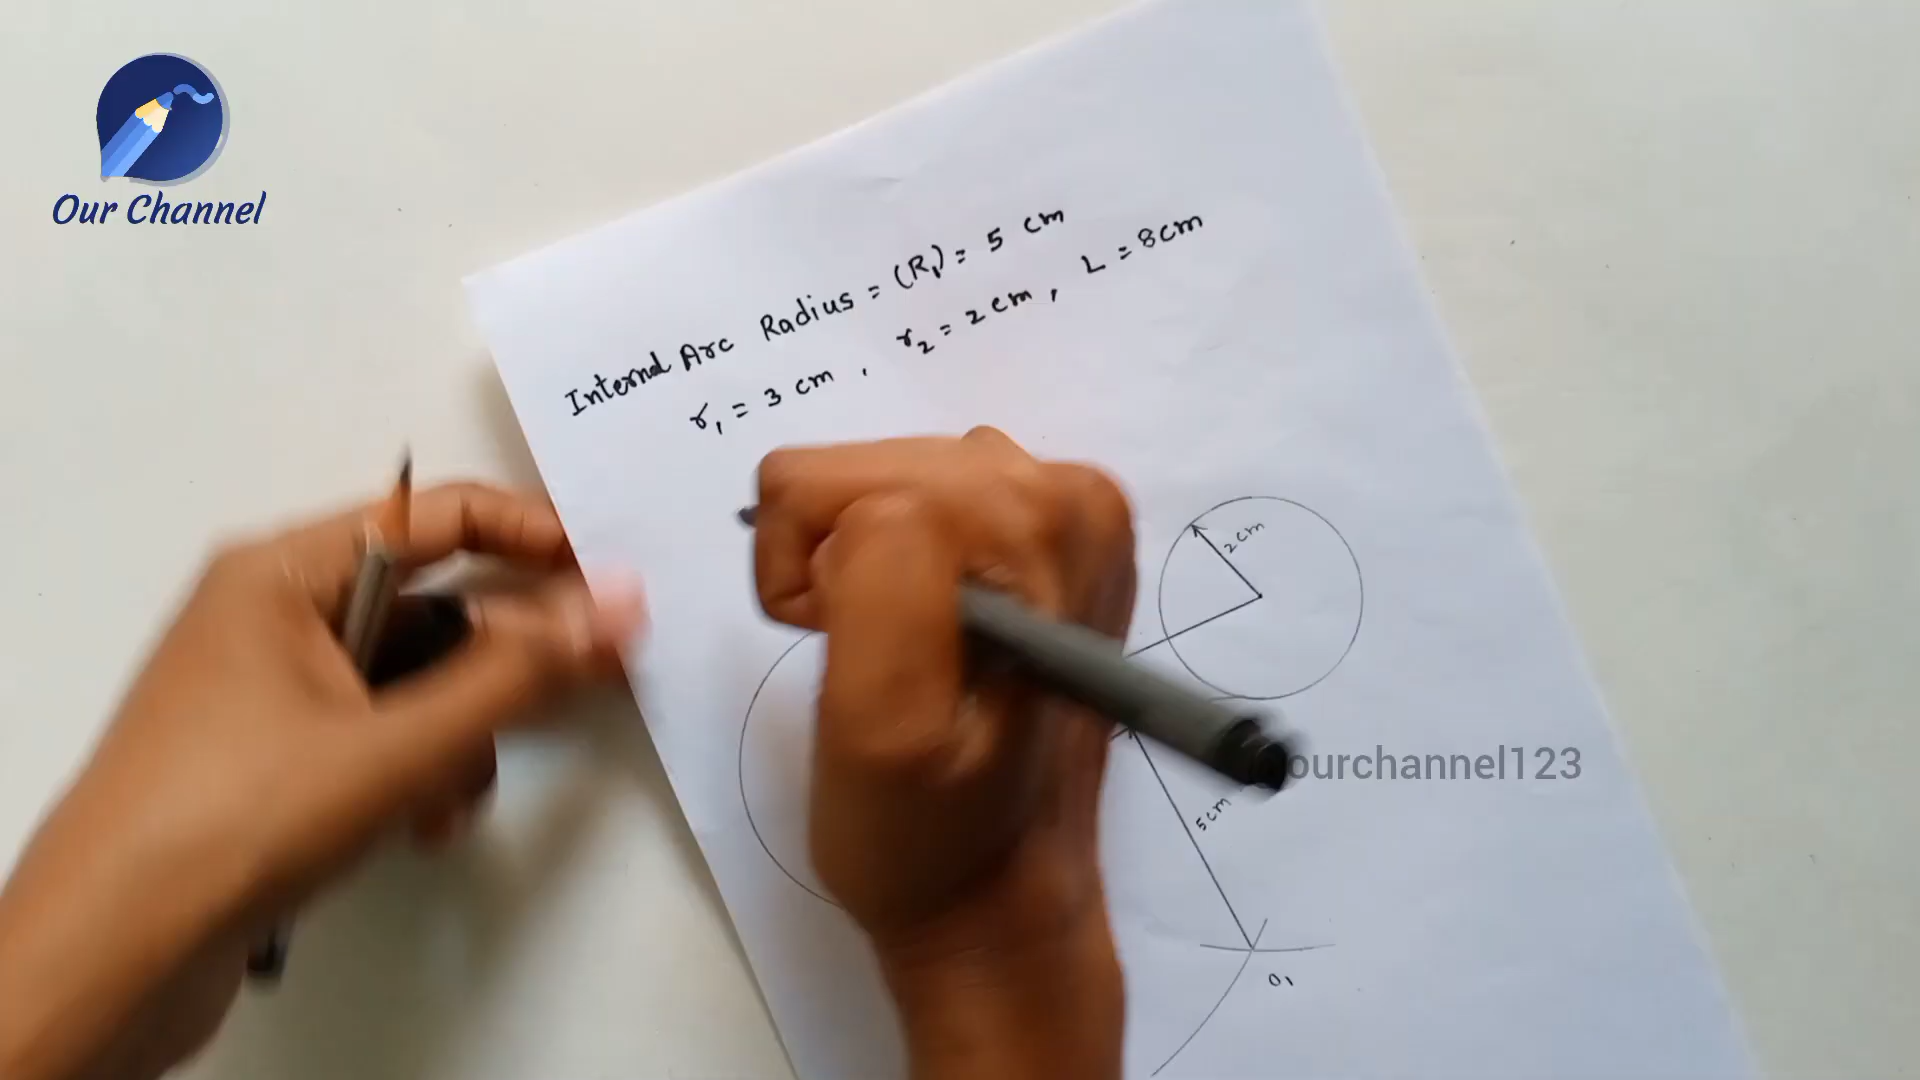 Our Channel
Internal Arc Radius = (R₁) = 5 cm
r₁ = 3 cm , r₂ = 2 cm , L = 8cm
2cm
ourchannel123
5cm
O₁